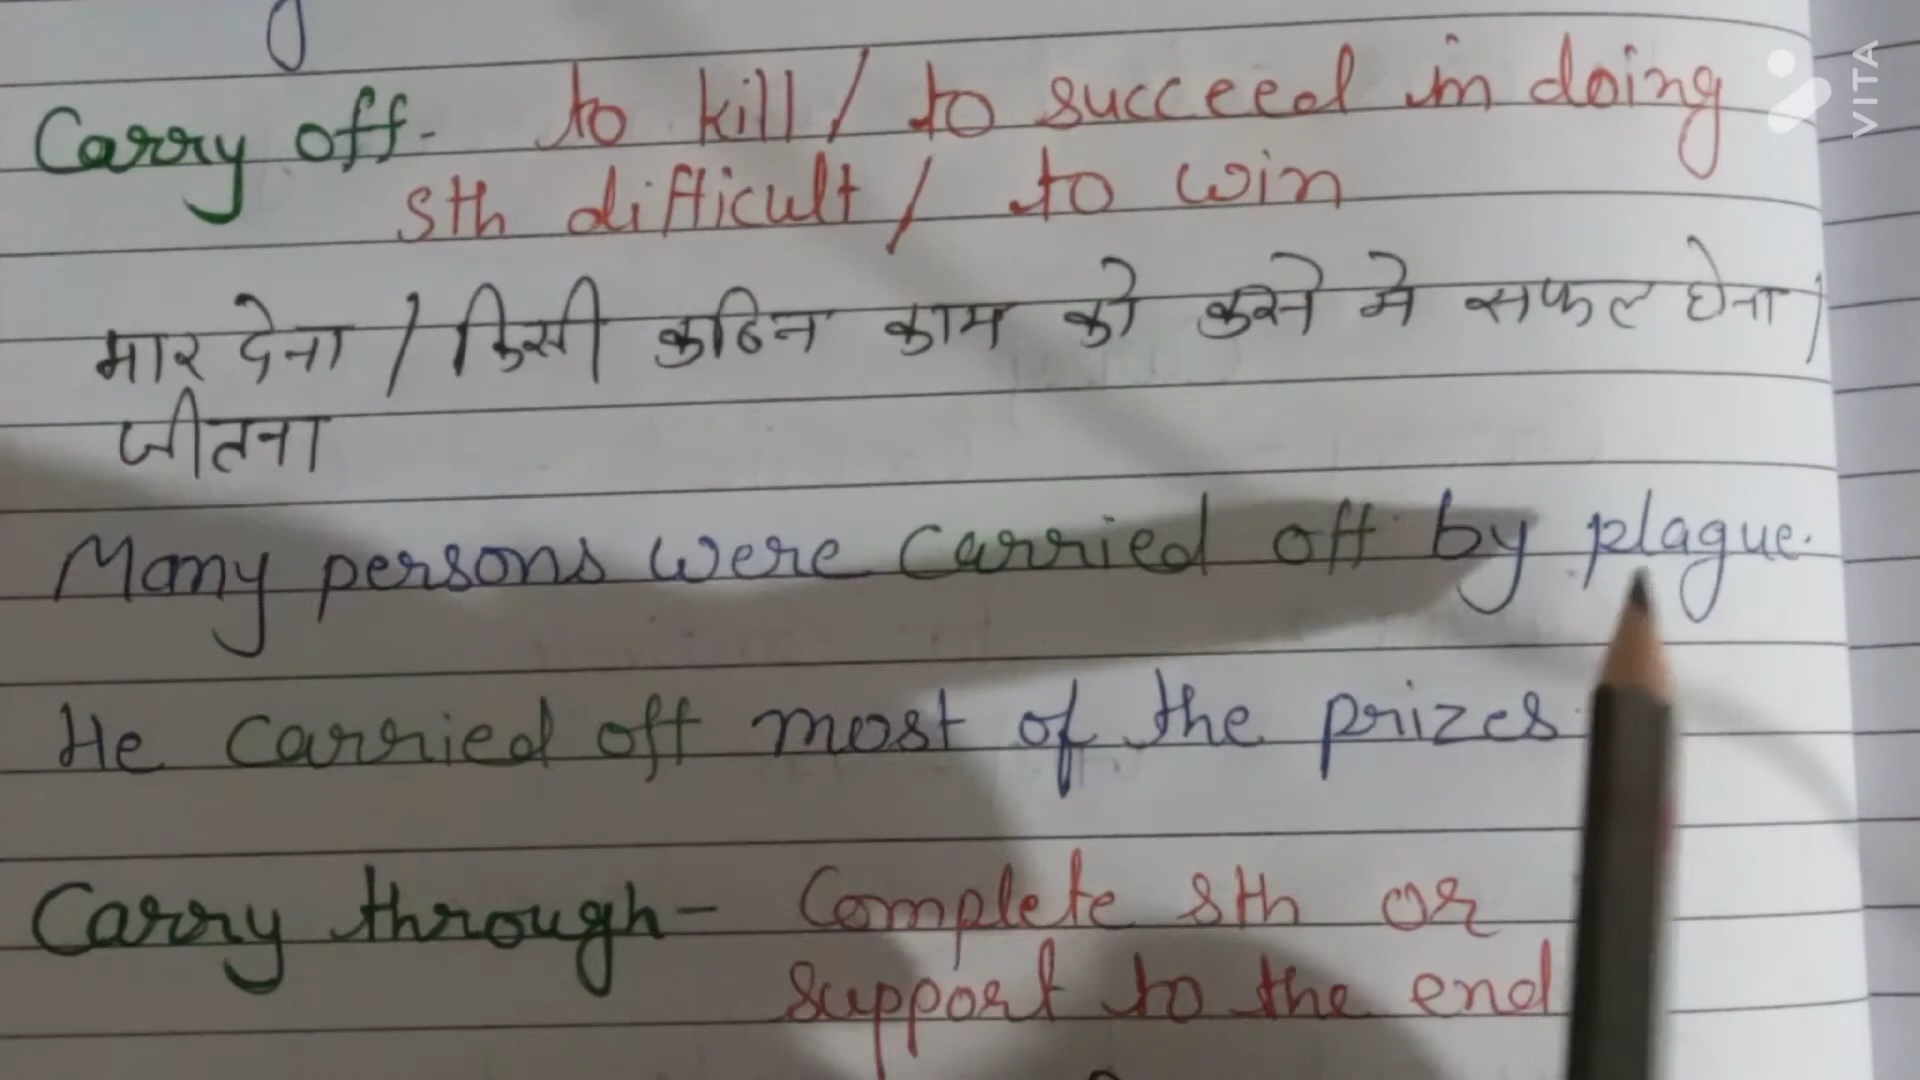 Carry off- to kill / to succeed in doing
sth difficult / to win
मार देना / किसी कठिन काम को करने मे सफल होना /
जीतना
Many persons were carried off by plague.
He carried off most of the prizes
Carry through- Complete sth or
support to the end
VITA